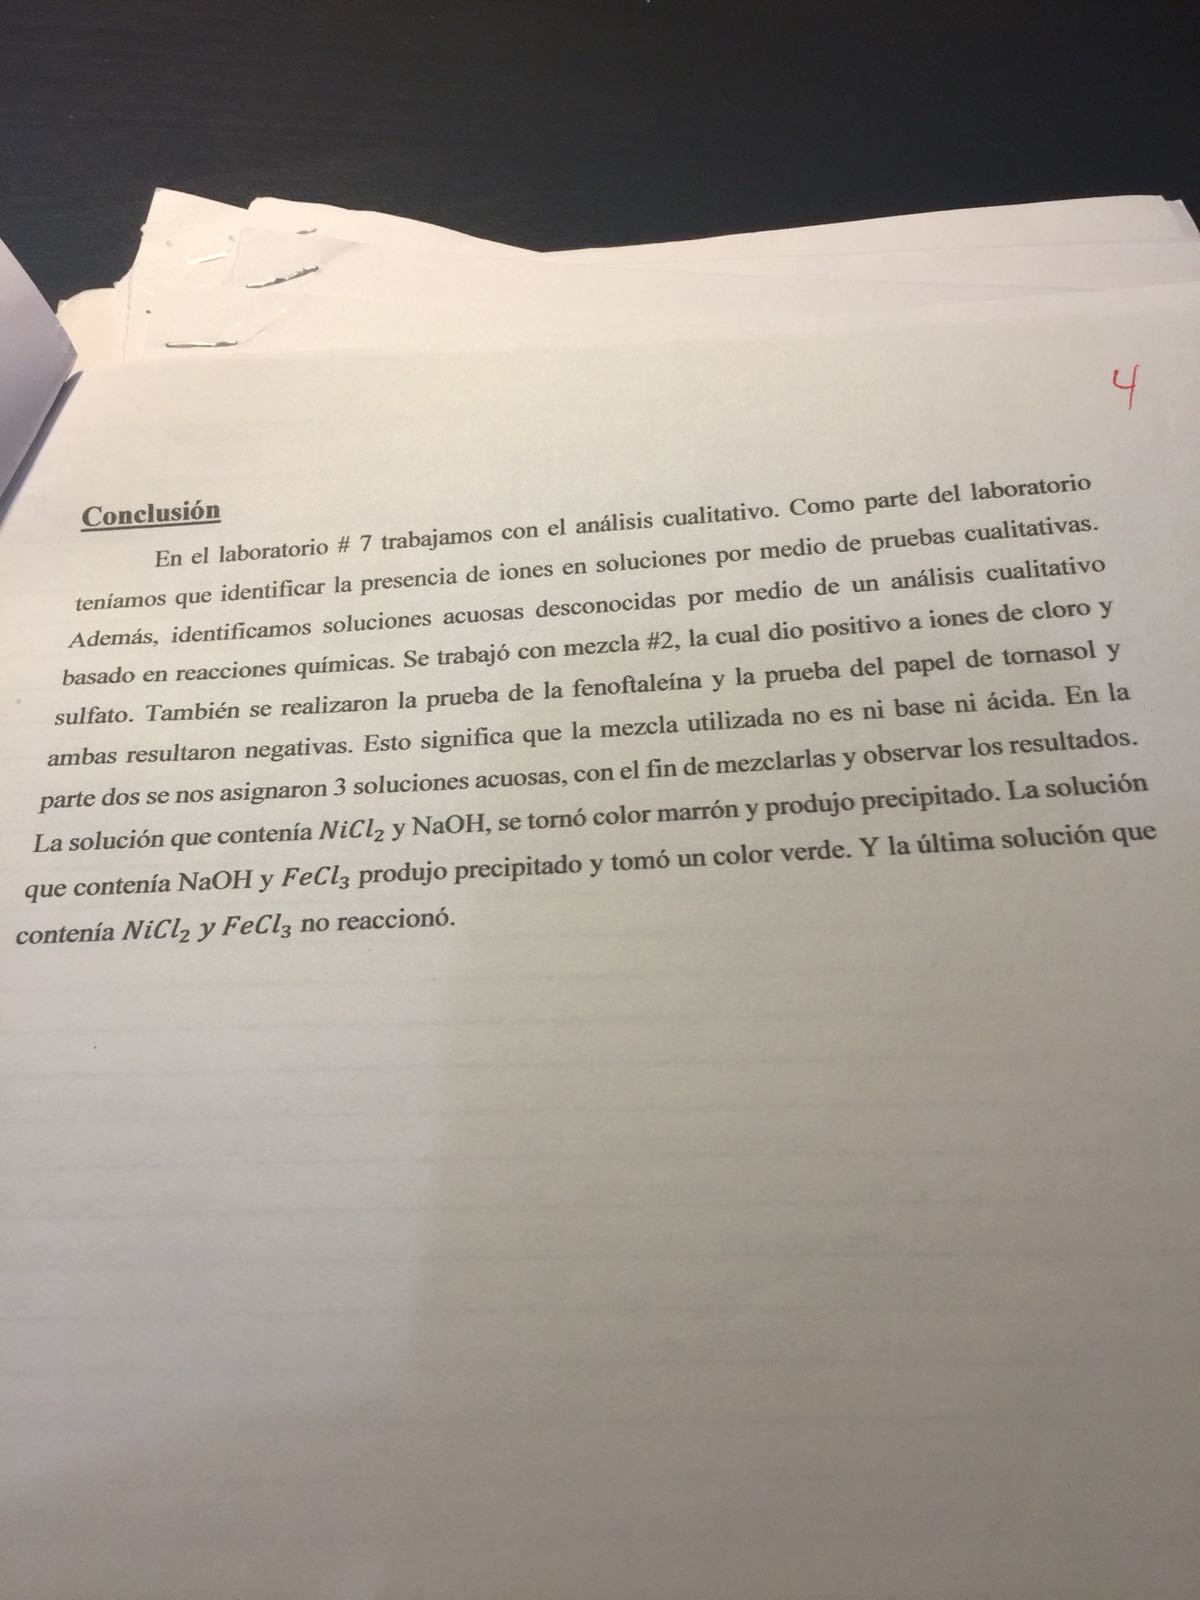 4
Conclusión
En el laboratorio # 7 trabajamos con el análisis cualitativo. Como parte del laboratorio
teníamos que identificar la presencia de iones en soluciones por medio de pruebas cualitativas.
Además, identificamos soluciones acuosas desconocidas por medio de un análisis cualitativo
basado en reacciones químicas. Se trabajó con mezcla #2, la cual dio positivo a iones de cloro y
sulfato. También se realizaron la prueba de la fenoftaleína y la prueba del papel de tornasol y
ambas resultaron negativas. Esto significa que la mezcla utilizada no es ni base ni ácida. En la
parte dos se nos asignaron 3 soluciones acuosas, con el fin de mezclarlas y observar los resultados.
La solución que contenía NiCl₂ y NaOH, se tornó color marrón y produjo precipitado. La solución
que contenía NaOH y FeCl₃ produjo precipitado y tomó un color verde. Y la última solución que
contenía NiCl₂ y FeCl₃ no reaccionó.